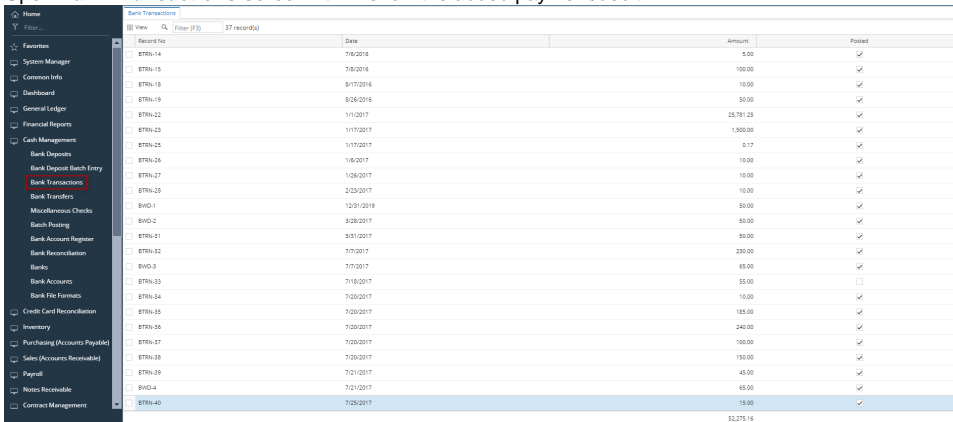 Home
Filter...
Favorites
System Manager
Common Info
Dashboard
General Ledger
Financial Reports
Cash Management
Bank Deposits
Bank Deposit Batch Entry
Bank Transactions
Bank Transfers
Miscellaneous Checks
Batch Posting
Bank Account Register
Bank Reconciliation
Banks
Bank Accounts
Bank File Formats
Credit Card Reconciliation
Inventory
Purchasing (Accounts Payable)
Sales (Accounts Receivable)
Payroll
Notes Receivable
Contract Management
Bank Transactions
View Filter (F3) 37 record(s)
Record No Date Amount Posted
BTRN-14 7/6/2016 5.00
BTRN-15 7/8/2016 100.00
BTRN-18 8/17/2016 10.00
BTRN-19 8/26/2016 50.00
BTRN-22 1/1/2017 25,781.25
BTRN-23 1/17/2017 1,500.00
BTRN-25 1/17/2017 0.17
BTRN-26 1/6/2017 10.00
BTRN-27 1/26/2017 10.00
BTRN-28 2/23/2017 10.00
BWD-1 12/31/2019 50.00
BWD-2 3/28/2017 50.00
BTRN-31 3/31/2017 50.00
BTRN-32 7/7/2017 230.00
BWD-3 7/7/2017 65.00
BTRN-33 7/18/2017 55.00
BTRN-34 7/20/2017 10.00
BTRN-35 7/20/2017 185.00
BTRN-36 7/20/2017 240.00
BTRN-37 7/20/2017 100.00
BTRN-38 7/20/2017 150.00
BTRN-39 7/21/2017 45.00
BWD-4 7/21/2017 65.00
BTRN-40 7/25/2017 15.00
52,275.16